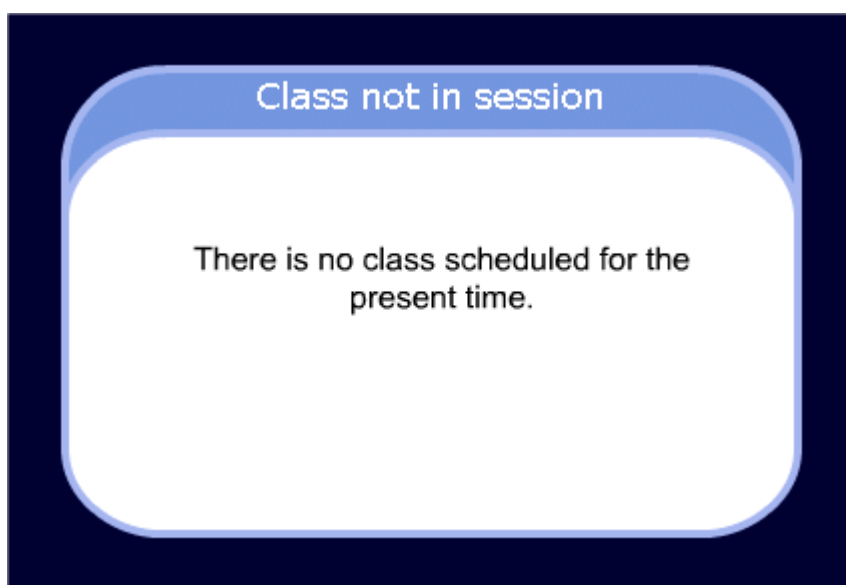 Class not in session
There is no class scheduled for the
present time.